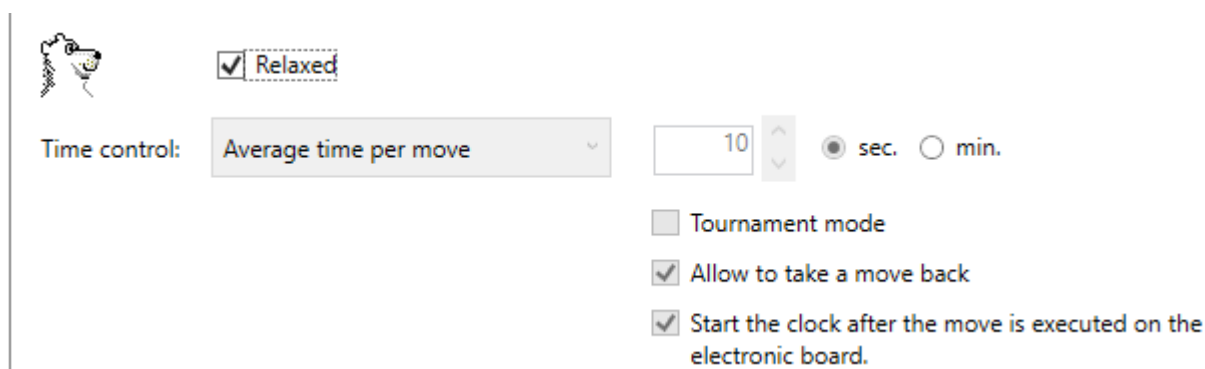 Relaxed
Time control: Average time per move 10 sec. min.
Tournament mode
Allow to take a move back
Start the clock after the move is executed on the
electronic board.